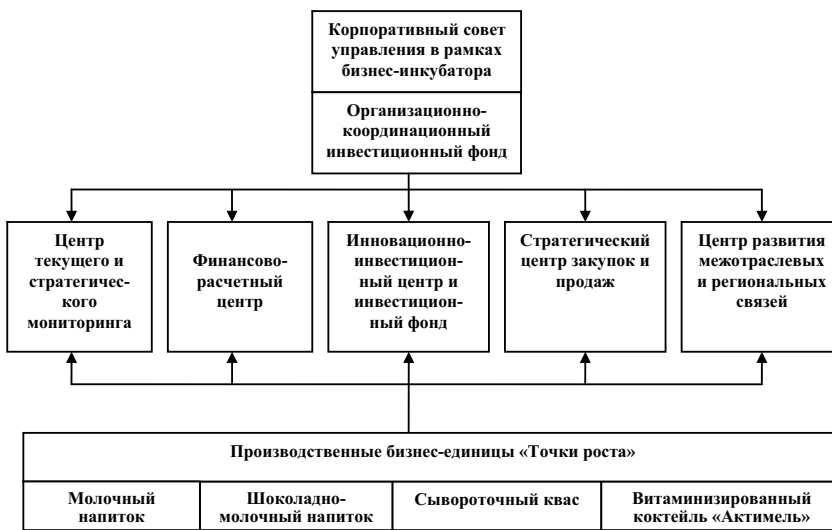 Корпоративный совет
управления в рамках
бизнес-инкубатора
Организационно-
координационный
инвестиционный фонд
Центр
текущего и
стратегичес-
кого
мониторинга
Финансово-
расчетный
центр
Инновационно-
инвестицион-
ный центр и
инвестицион-
ный фонд
Стратегический
центр закупок и
продаж
Центр развития
межотраслевых
и региональных
связей
Производственные бизнес-единицы «Точки роста»
Молочный
напиток
Шоколадно-
молочный напиток
Сывороточный квас
Витаминизированный
коктейль «Актимель»